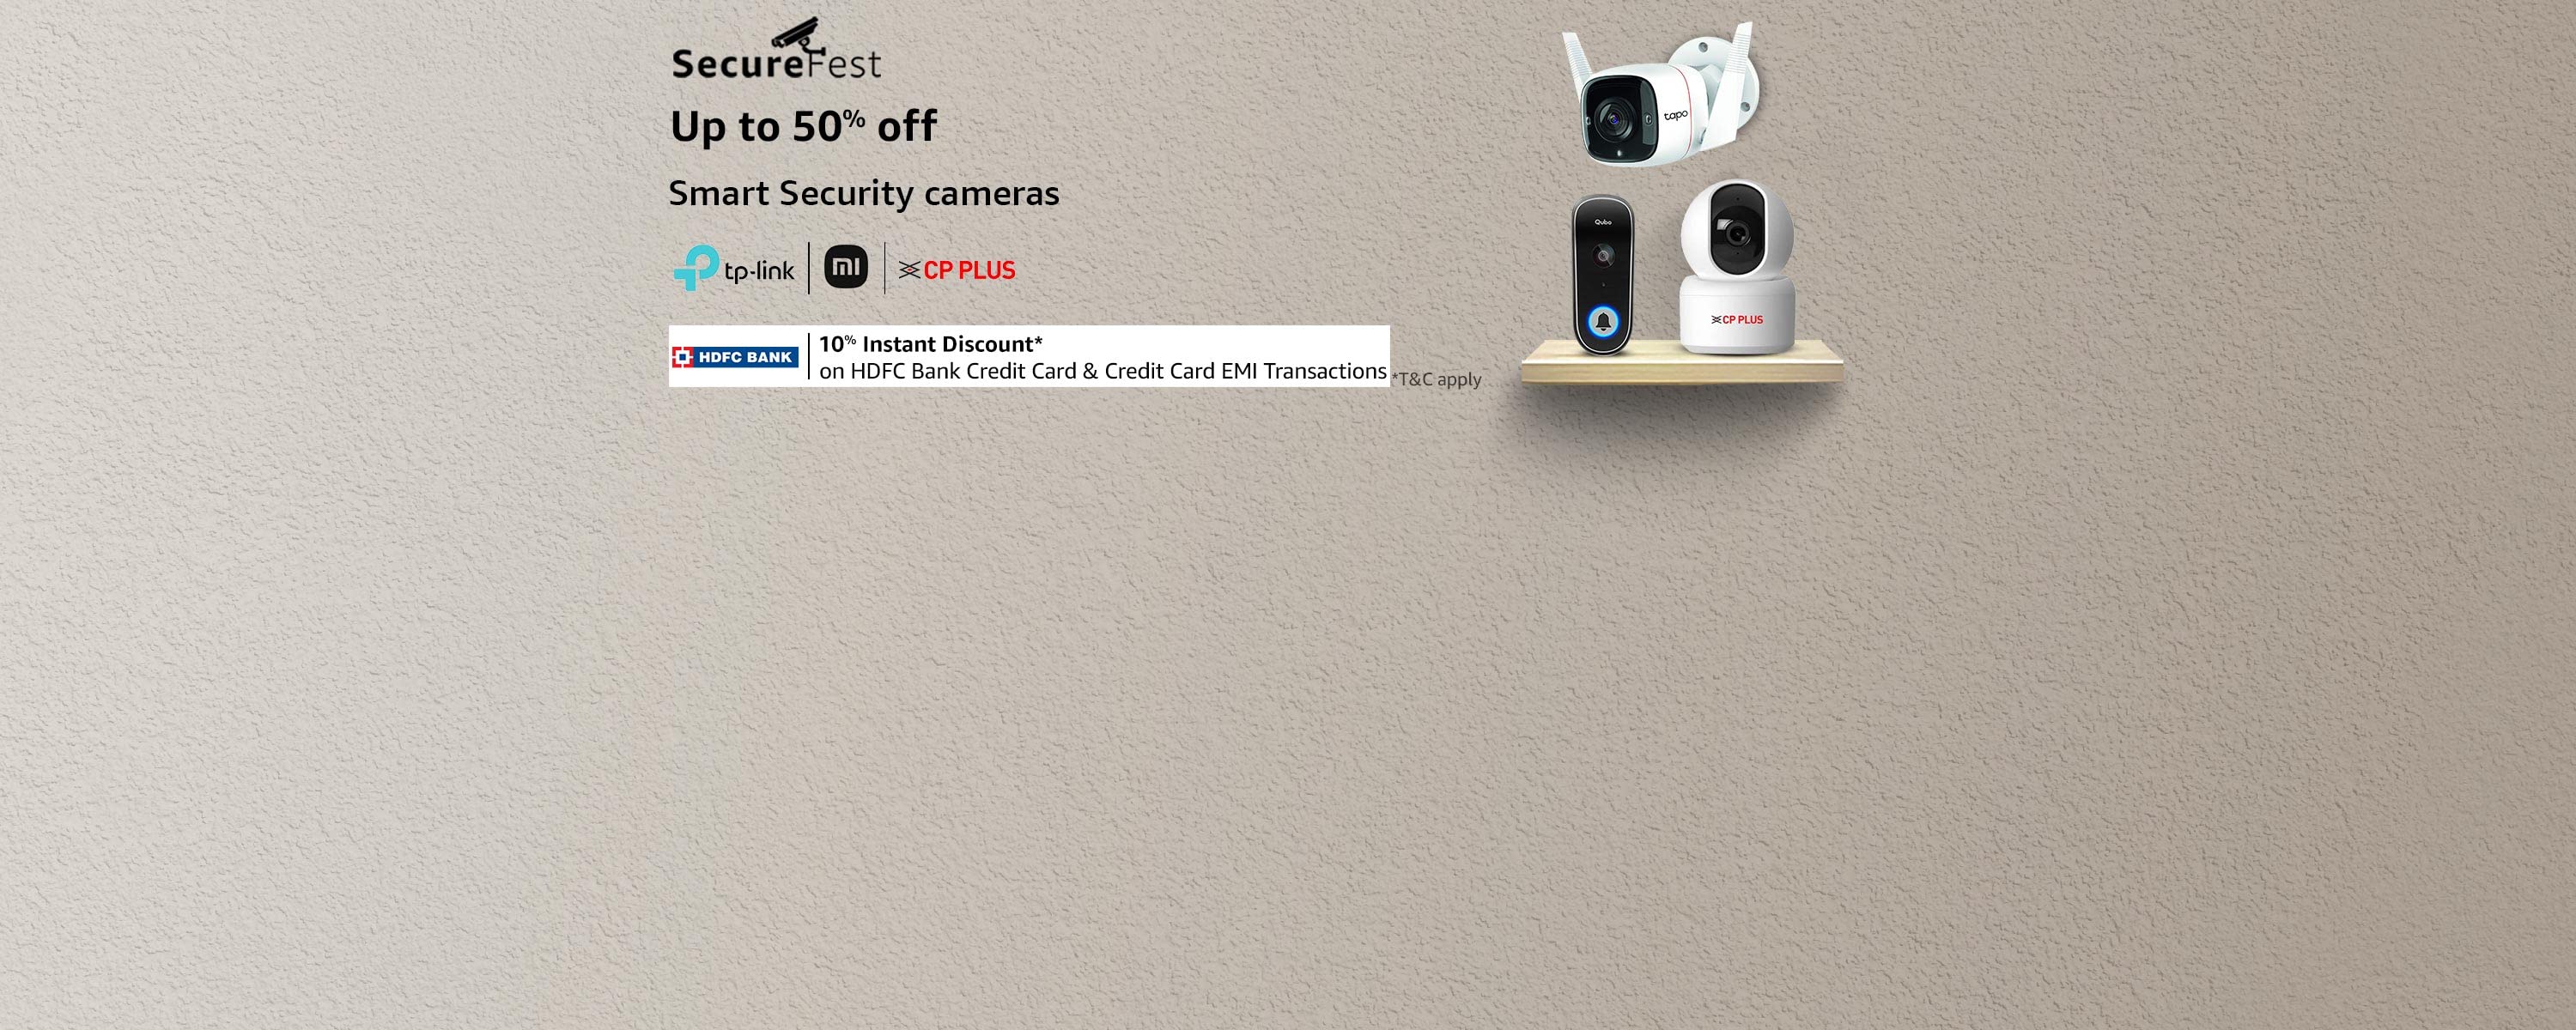 SecureFest
Up to 50% off
Smart Security cameras
tp-link | mi | CP PLUS
HDFC BANK | 10% Instant Discount*
on HDFC Bank Credit Card & Credit Card EMI Transactions *T&C apply
tapo
Qubo
CP PLUS